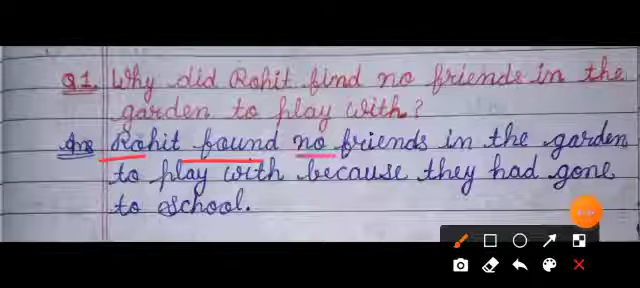 Q1. Why did Rohit find no friends in the
garden to play with?
Ans Rohit found no friends in the garden
to play with because they had gone
to school.